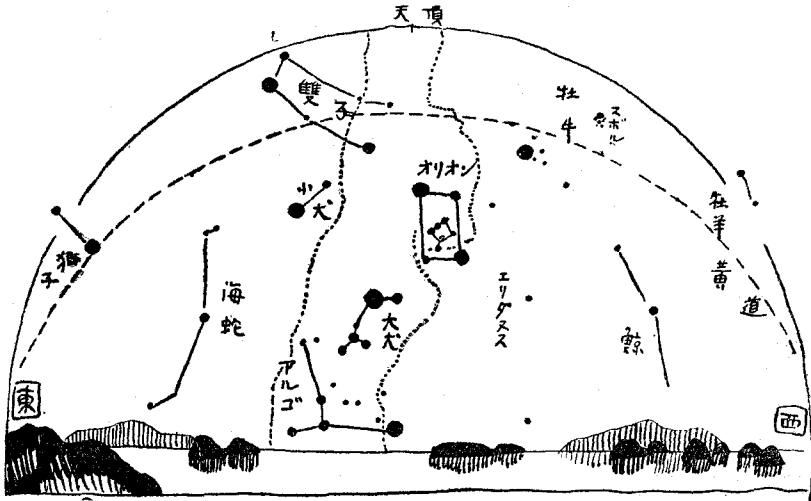 天頂
雙子
牡牛
スボル
オリオン
小犬
牡羊
獅子
黄道
海蛇
エリダヌス
大犬
鯨
アルゴ
東
西